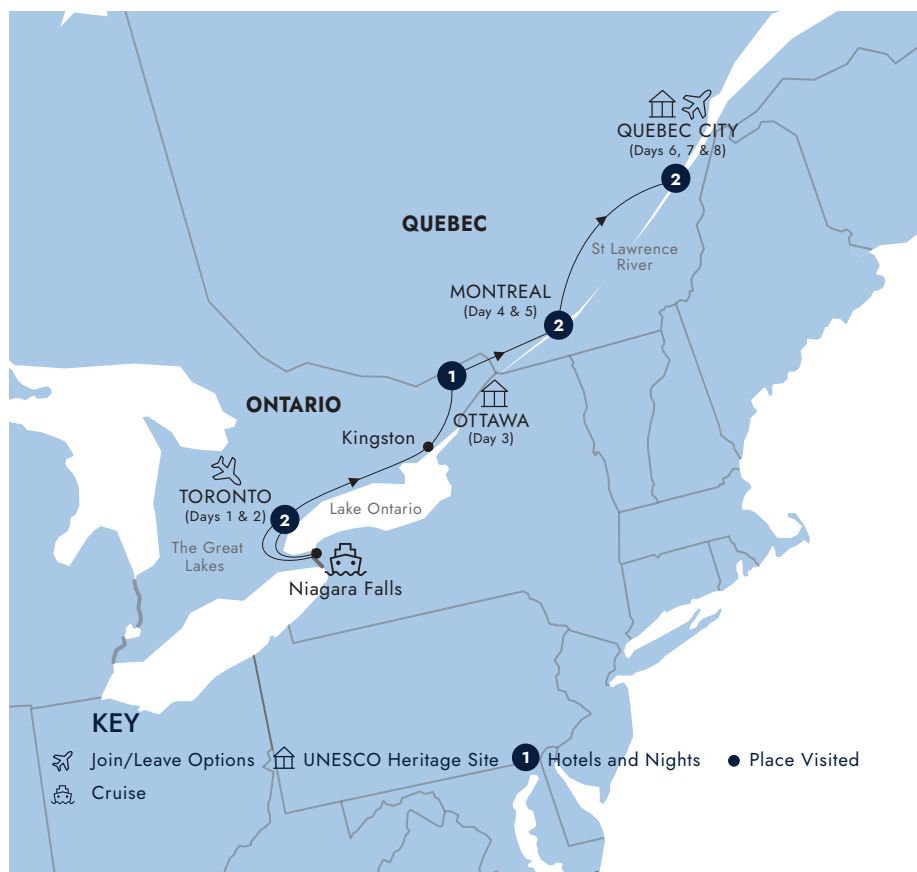 QUEBEC CITY
(Days 6, 7 & 8)
2
QUEBEC
St Lawrence
River
MONTREAL
(Day 4 & 5)
2
1
ONTARIO
OTTAWA
(Day 3)
Kingston
TORONTO
(Days 1 & 2)
2
Lake Ontario
The Great
Lakes
Niagara Falls
KEY
Join/Leave Options
UNESCO Heritage Site
1
Hotels and Nights
Place Visited
Cruise